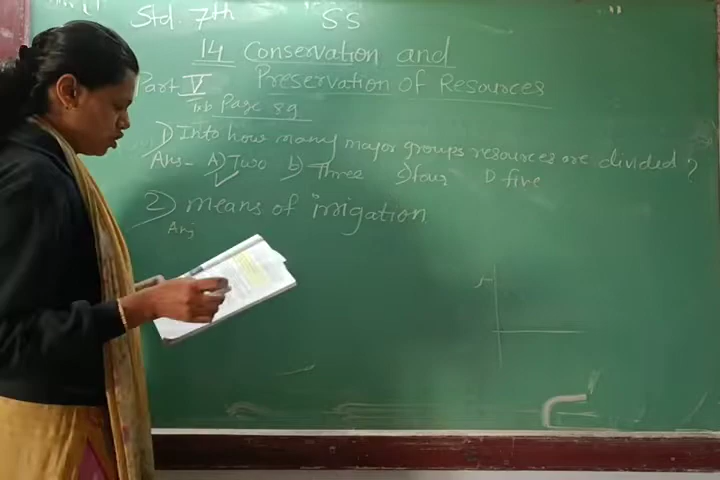 Std. 7th SS
14 Conservation and
Part V Preservation of Resources
Page 89
1) Into how many major groups resources are divided ?
Ans- A) Two b) Three c) four D five
2) means of irrigation
Ans